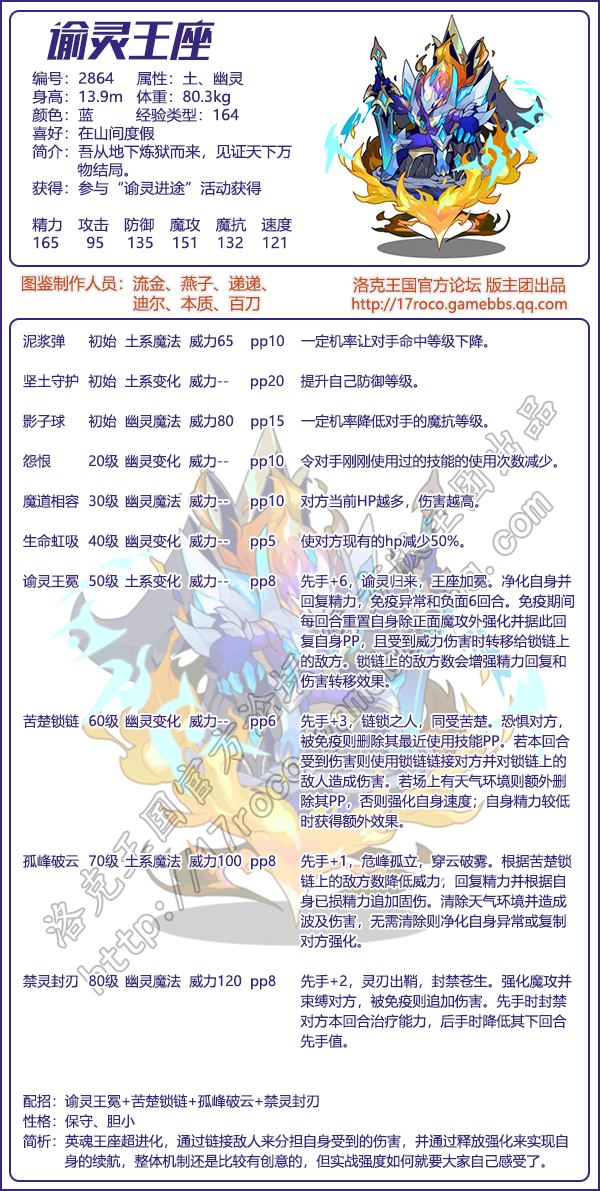 谕灵王座
编号：2864 属性：土、幽灵
身高：13.9m 体重：80.3kg
颜色：蓝 经验类型：164
喜好：在山间度假
简介：吾从地下炼狱而来，见证天下万
物结局。
获得：参与“谕灵进途”活动获得
精力 攻击 防御 魔攻 魔抗 速度
165 95 135 151 132 121
图鉴制作人员：流金、燕子、递递、
迪尔、本质、百刀
洛克王国官方论坛 版主团出品
http://17roco.gamebbs.qq.com
泥浆弹 初始 土系魔法 威力65 pp10 一定机率让对手命中等级下降。
坚土守护 初始 土系变化 威力-- pp20 提升自己防御等级。
影子球 初始 幽灵魔法 威力80 pp15 一定机率降低对手的魔抗等级。
怨恨 20级 幽灵变化 威力-- pp10 令对手刚刚使用过的技能的使用次数减少。
魔道相容 30级 幽灵魔法 威力-- pp10 对方当前HP越多，伤害越高。
生命虹吸 40级 幽灵变化 威力-- pp5 使对方现有的hp减少50%。
谕灵王冕 50级 土系变化 威力-- pp8 先手+6，谕灵归来，王座加冕。净化自身并
回复精力，免疫异常和负面6回合。免疫期间
每回合重置自身除正面魔攻外强化并据此回
复自身PP，且受到威力伤害时转移给锁链上
的敌方。锁链上的敌方数会增强精力回复和
伤害转移效果。
苦楚锁链 60级 幽灵变化 威力-- pp6 先手+3，链锁之人，同受苦楚。恐惧对方，
被免疫则删除其最近使用技能PP。若本回合
受到伤害则使用锁链链接对方并对锁链上的
敌人造成伤害。若场上有天气环境则额外删
除其PP，否则强化自身速度；自身精力较低
时获得额外效果。
孤峰破云 70级 土系魔法 威力100 pp8 先手+1，危峰孤立，穿云破雾。根据苦楚锁
链上的敌方数降低威力，回复精力并根据自
身已损精力追加固伤。清除天气环境并造成
波及伤害，无需清除则净化自身异常或复制
对方强化。
禁灵封刃 80级 幽灵魔法 威力120 pp8 先手+2，灵刃出鞘，封禁苍生。强化魔攻并
束缚对方，被免疫则追加伤害。先手时封禁
对方本回合治疗能力，后手时降低其下回合
先手值。
洛克王国官方论坛 版主团出品
http://17roco.gamebbs.qq.com
配招：谕灵王冕+苦楚锁链+孤峰破云+禁灵封刃
性格：保守、胆小
简析：英魂王座超进化，通过链接敌人来分担自身受到的伤害，并通过释放强化来实现自
身的续航，整体机制还是比较有创意的，但实战强度如何就要大家自己感受了。